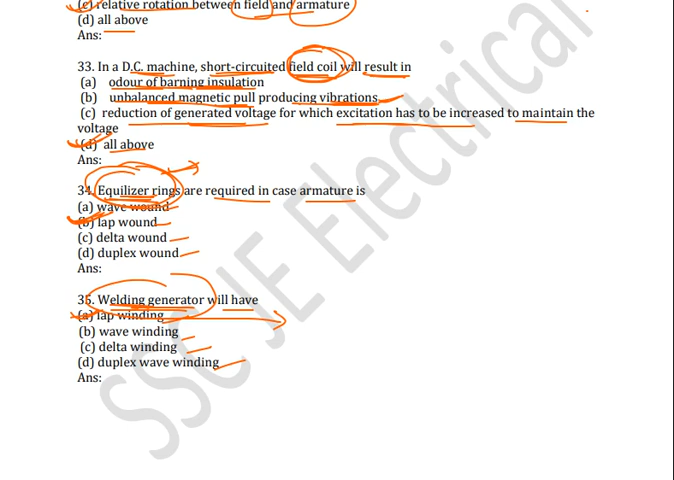 (c) relative rotation between field and armature
(d) all above
Ans:
33. In a D.C. machine, short-circuited field coil will result in
(a) odour of barning insulation
(b) unbalanced magnetic pull producing vibrations
(c) reduction of generated voltage for which excitation has to be increased to maintain the
voltage
(d) all above
Ans:
34. Equilizer rings are required in case armature is
(a) wave wound
(b) lap wound
(c) delta wound
(d) duplex wound
Ans:
35. Welding generator will have
(a) lap winding
(b) wave winding
(c) delta winding
(d) duplex wave winding
Ans:
SSC JE Electrical